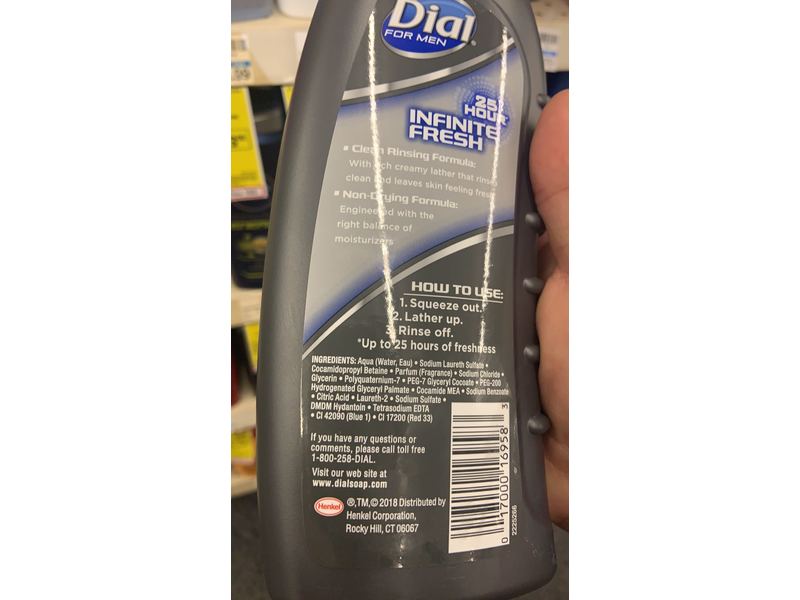 Dial
FOR MEN
25
HOUR
INFINITE
FRESH
▪ Clean Rinsing Formula:
With rich creamy lather that rinses
clean and leaves skin feeling fresh
▪ Non-Drying Formula:
Engineered with the
right balance of
moisturizers
HOW TO USE:
1. Squeeze out.*
2. Lather up.
3. Rinse off.
*Up to 25 hours of freshness
INGREDIENTS: Aqua (Water, Eau) • Sodium Laureth Sulfate •
Cocamidopropyl Betaine • Parfum (Fragrance) • Sodium Chloride •
Glycerin • Polyquaternium-7 • PEG-7 Glyceryl Cocoate • PEG-200
Hydrogenated Glyceryl Palmate • Cocamide MEA • Sodium Benzoate
• Citric Acid • Laureth-2 • Sodium Sulfate •
DMDM Hydantoin • Tetrasodium EDTA
• CI 42090 (Blue 1) • CI 17200 (Red 33)
If you have any questions or
comments, please call toll free
1-800-258-DIAL.
Visit our web site at
www.dialsoap.com
Henkel
®,TM,© 2018 Distributed by
Henkel Corporation,
Rocky Hill, CT 06067
0 17000 16958 3
2225266